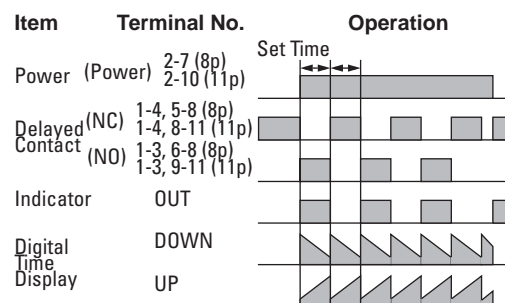 Item Terminal No. Operation
Set Time
Power (Power) 2-7 (8p)
2-10 (11p)
Delayed
Contact
(NC) 1-4, 5-8 (8p)
1-4, 8-11 (11p)
(NO) 1-3, 6-8 (8p)
1-3, 9-11 (11p)
Indicator OUT
Digital
Time
Display
DOWN
UP